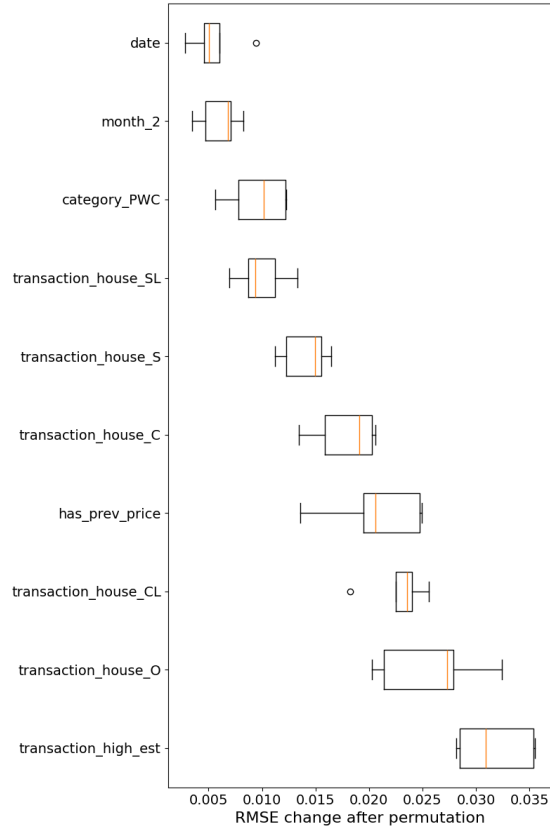 date
month_2
category_PWC
transaction_house_SL
transaction_house_S
transaction_house_C
has_prev_price
transaction_house_CL
transaction_house_O
transaction_high_est
0.005 0.010 0.015 0.020 0.025 0.030 0.035
RMSE change after permutation